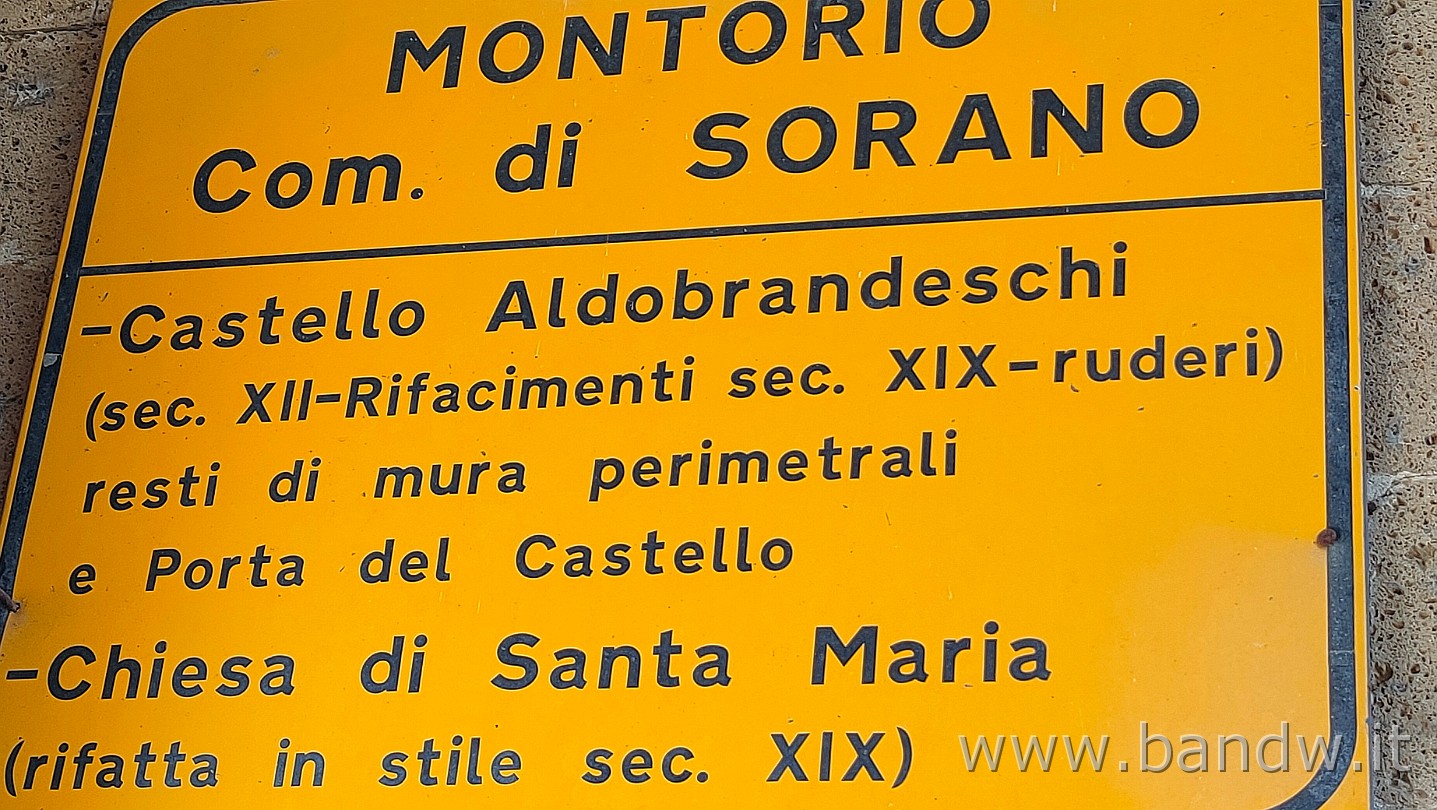 MONTORIO
Com. di SORANO
-Castello Aldobrandeschi
(sec. XII-Rifacimenti sec. XIX-ruderi)
resti di mura perimetrali
e Porta del Castello
-Chiesa di Santa Maria
(rifatta in stile sec. XIX)
www.bandw.it